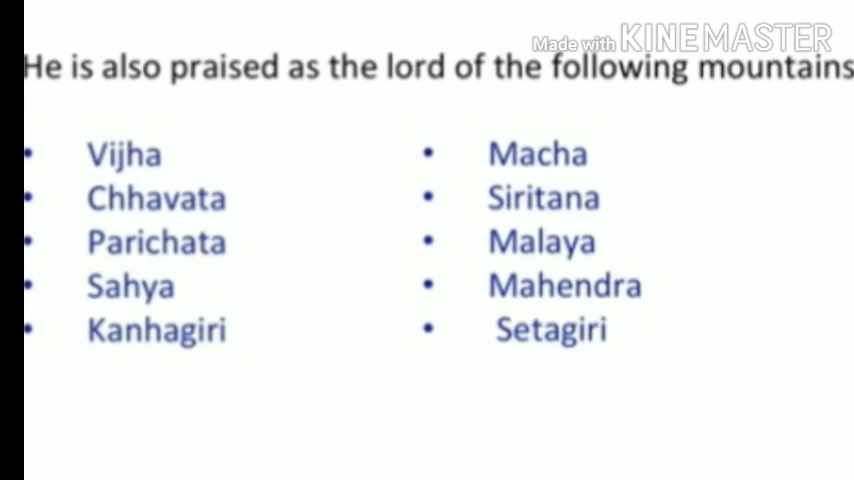 Made with KINEMASTER
He is also praised as the lord of the following mountains
• Vijha
• Chhavata
• Parichata
• Sahya
• Kanhagiri
• Macha
• Siritana
• Malaya
• Mahendra
• Setagiri